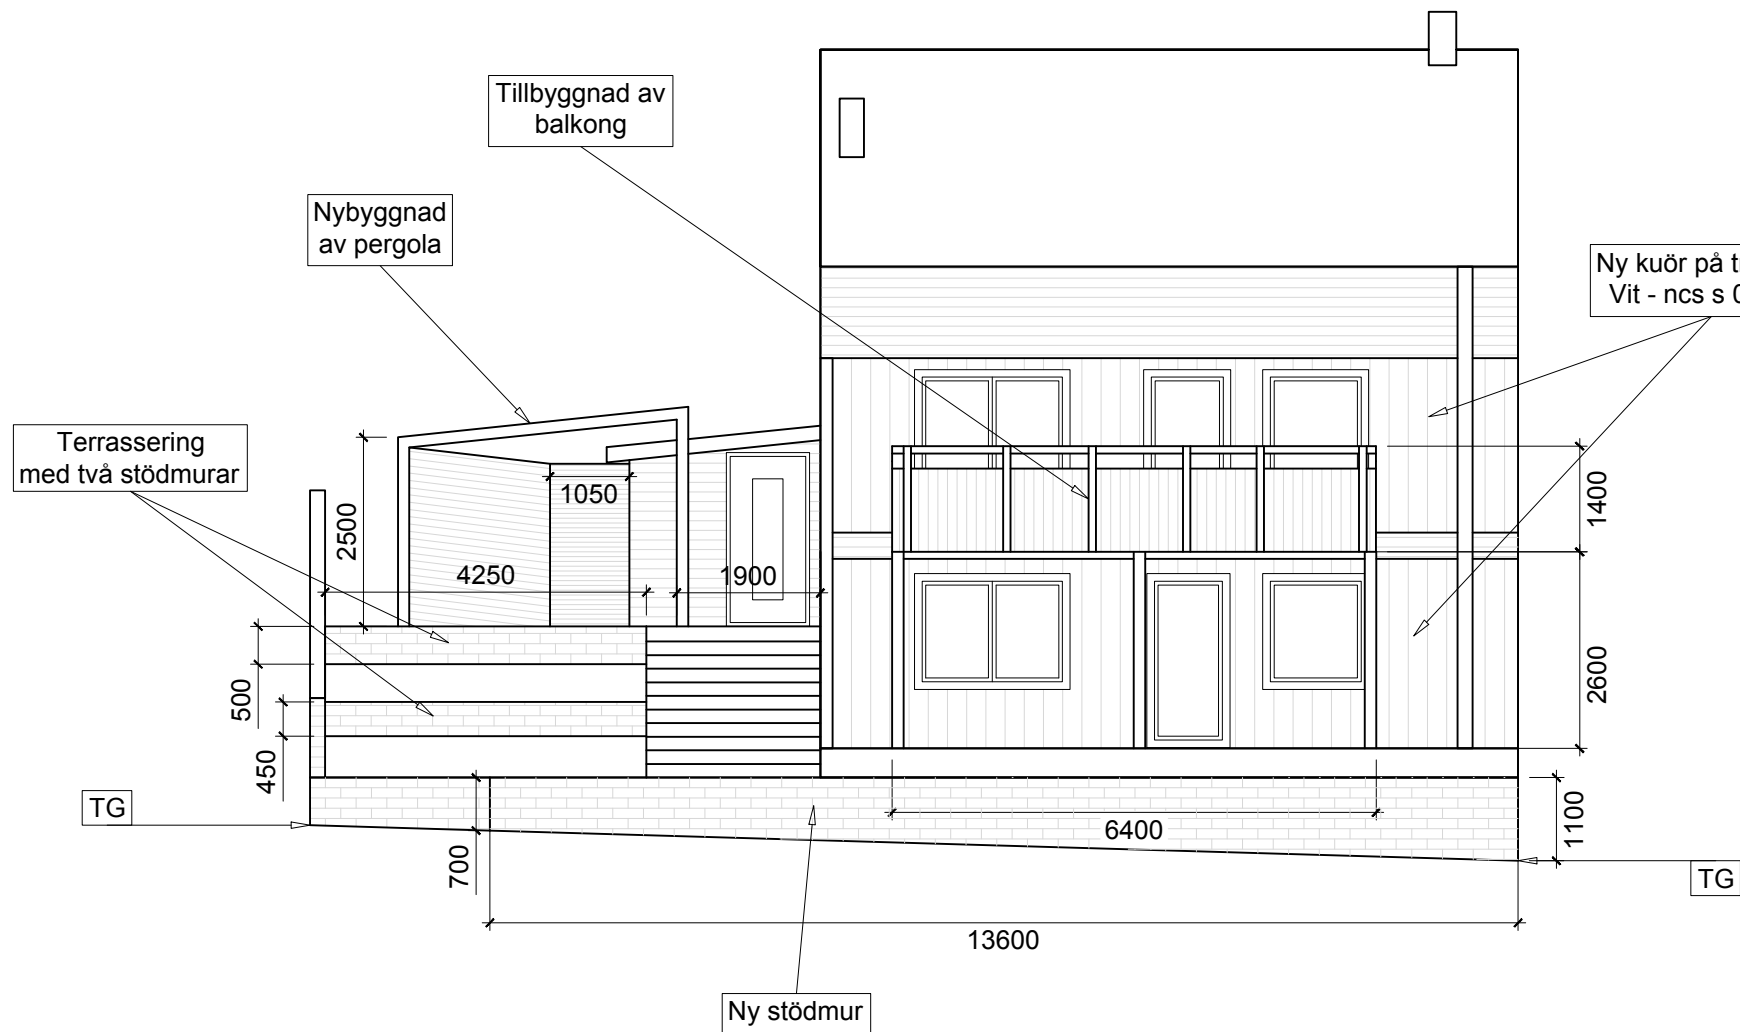 Tillbyggnad av
balkong
Nybyggnad
av pergola
Ny kuör på
Vit - ncs s
Terrassering
med två stödmurar
1050
2500
4250
1900
1400
2600
500
450
TG
700
6400
1100
TG
13600
Ny stödmur